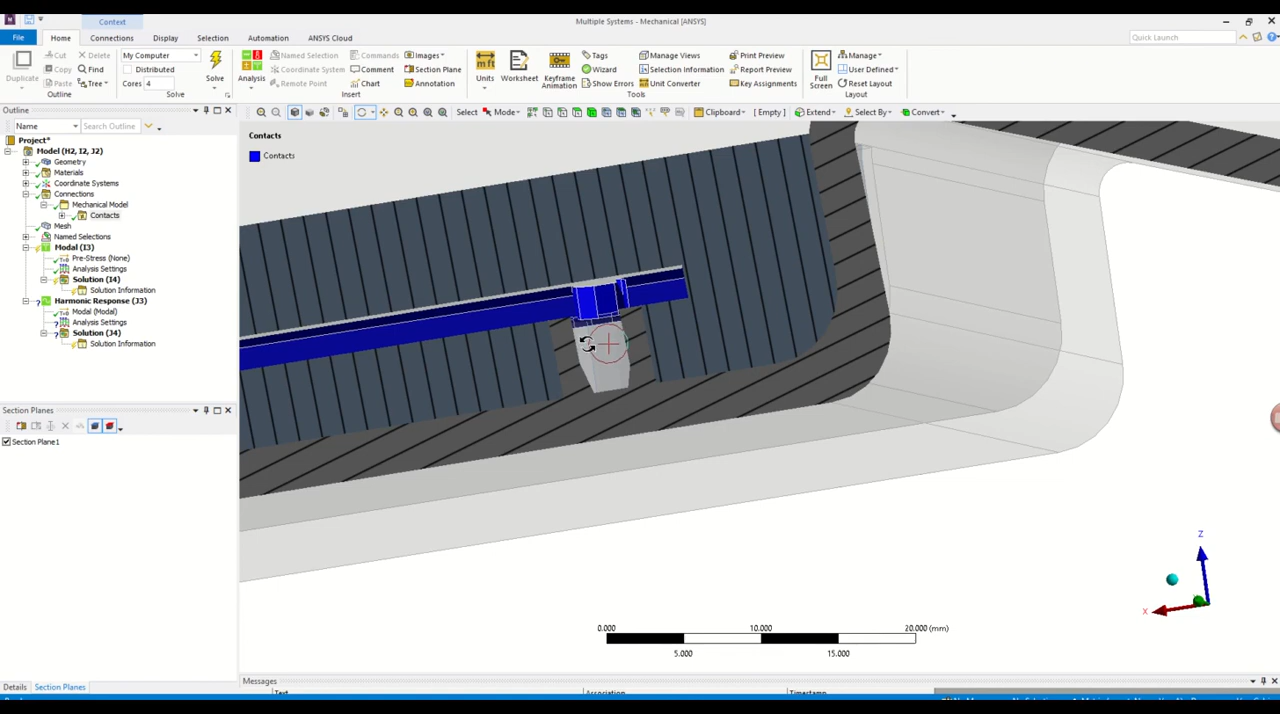 Context
Multiple Systems - Mechanical [ANSYS]
File Home Connections Display Selection Automation ANSYS Cloud Quick Launch
Duplicate
Cut Delete
Copy Find
Paste Tree
Outline
My Computer
Distributed
Cores 4
Solve
Solve
Analysis
Named Selection Commands Images
Coordinate System Comment Section Plane
Remote Point Chart Annotation
Insert
Units Worksheet Keyframe Animation
Tags Manage Views Print Preview
Wizard Selection Information Report Preview
Show Errors Unit Converter Key Assignments
Tools
Full Screen
Manage
User Defined
Reset Layout
Layout
Outline
Select Mode Clipboard [ Empty ] Extend Select By Convert
Name Search Outline
Project*
Model (H2, I2, J2)
Geometry
Materials
Coordinate Systems
Connections
Mechanical Model
Contacts
Mesh
Named Selections
Modal (I3)
Pre-Stress (None)
Analysis Settings
Solution (I4)
Solution Information
Harmonic Response (J3)
Modal (Modal)
Analysis Settings
Solution (J4)
Solution Information
Section Planes
Section Plane1
Details Section Planes
Contacts
Contacts
Z
X
0.000 10.000 20.000 (mm)
5.000 15.000
Messages
Text Association Timestamp